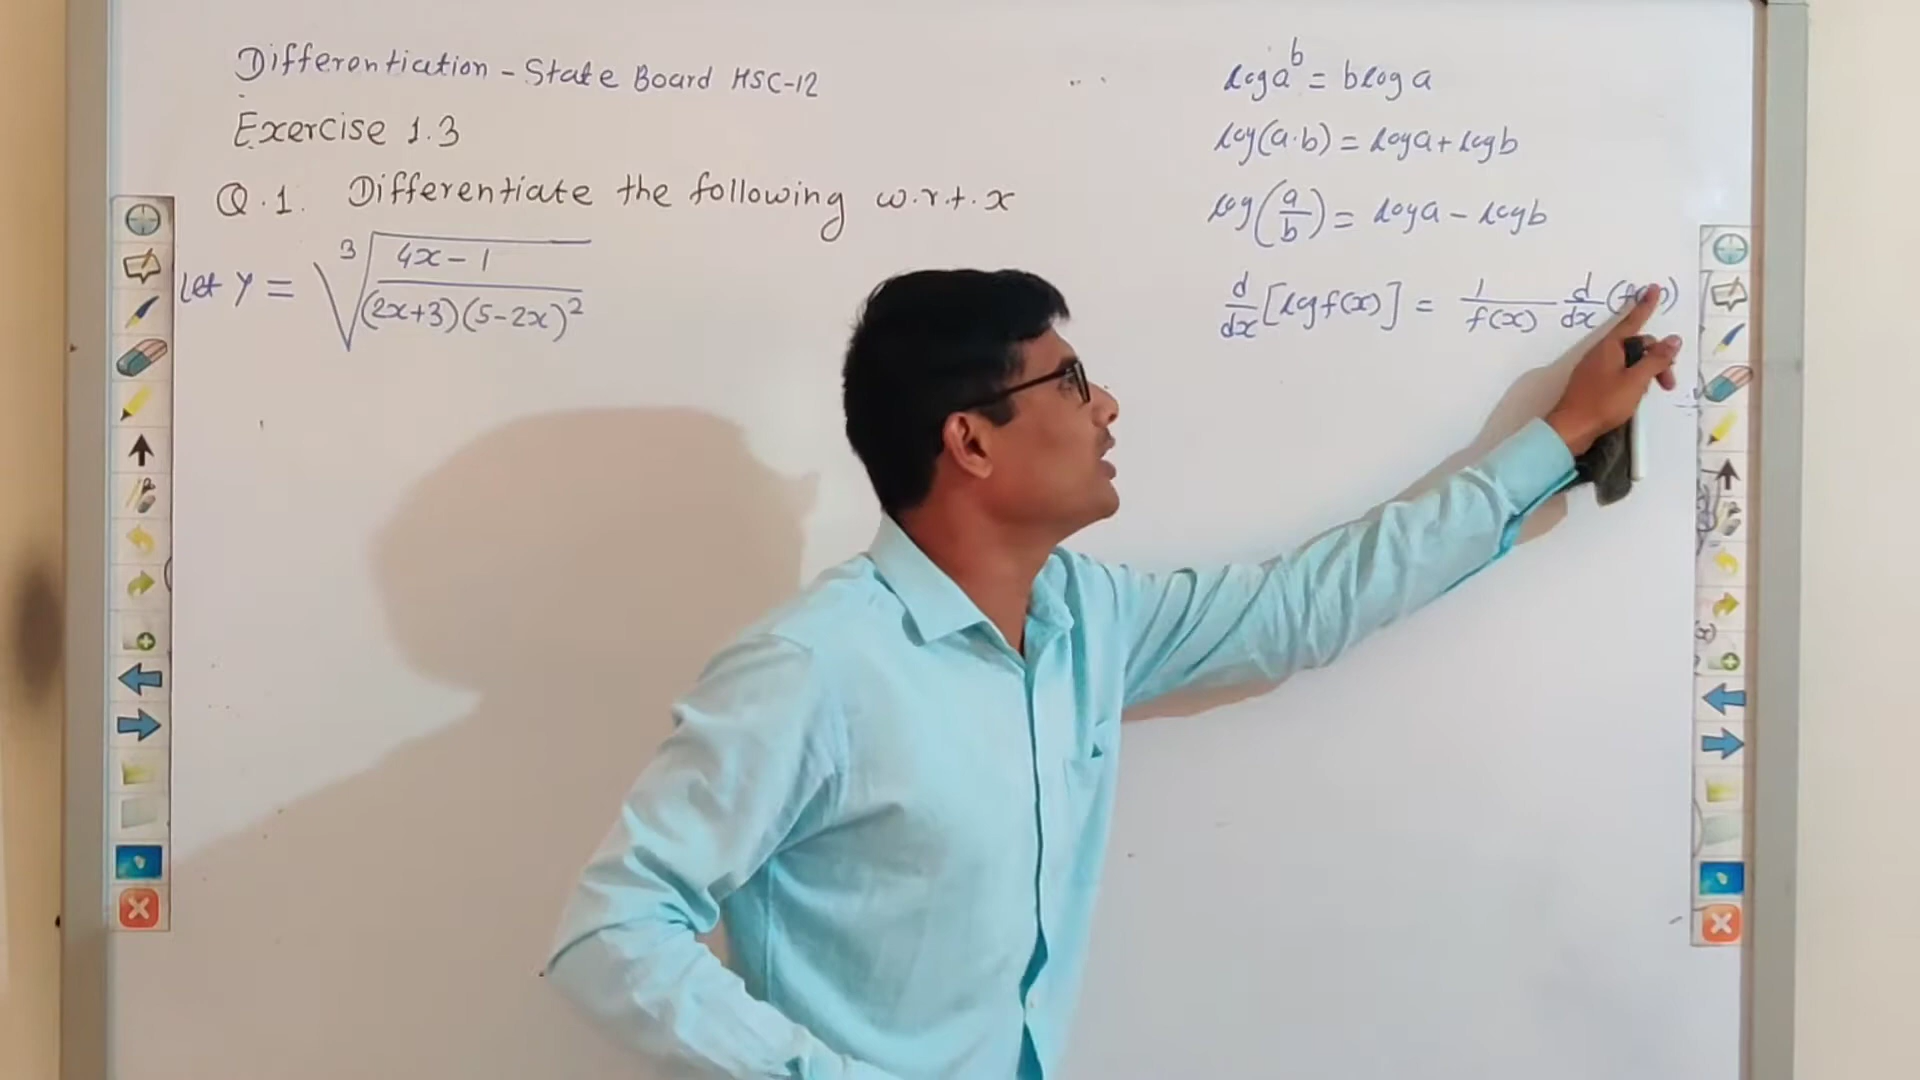 Differentiation - State Board HSC-12
Exercise 1.3
Q.1. Differentiate the following w.r.t. x
Let y = ∛((4x-1)/((2x+3)(5-2x)²))
log a^b = b log a
log(a·b) = log a + log b
log(a/b) = log a - log b
d/dx [log f(x)] = 1/f(x) d/dx (f(x))